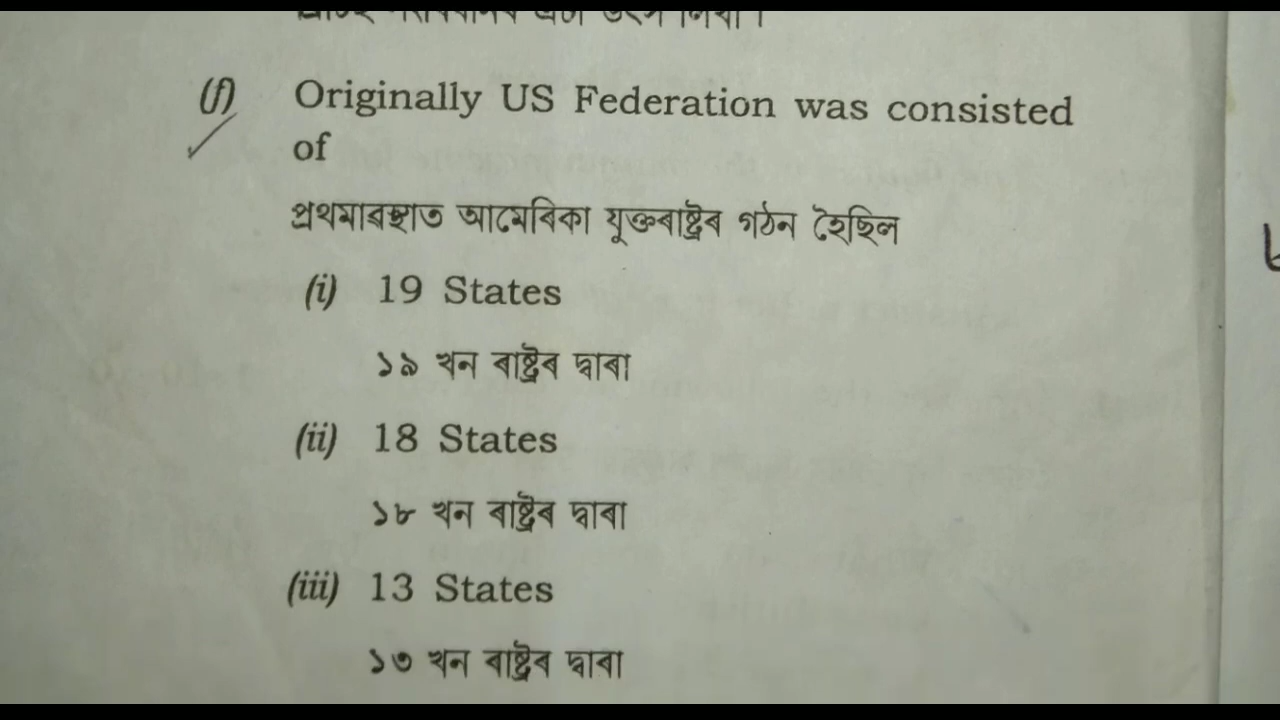 (f) Originally US Federation was consisted
of
প্ৰথমাৱস্থাত আমেৰিকা যুক্তৰাষ্ট্ৰৰ গঠন হৈছিল
(i) 19 States
১৯ খন ৰাষ্ট্ৰৰ দ্বাৰা
(ii) 18 States
১৮ খন ৰাষ্ট্ৰৰ দ্বাৰা
(iii) 13 States
১৩ খন ৰাষ্ট্ৰৰ দ্বাৰা